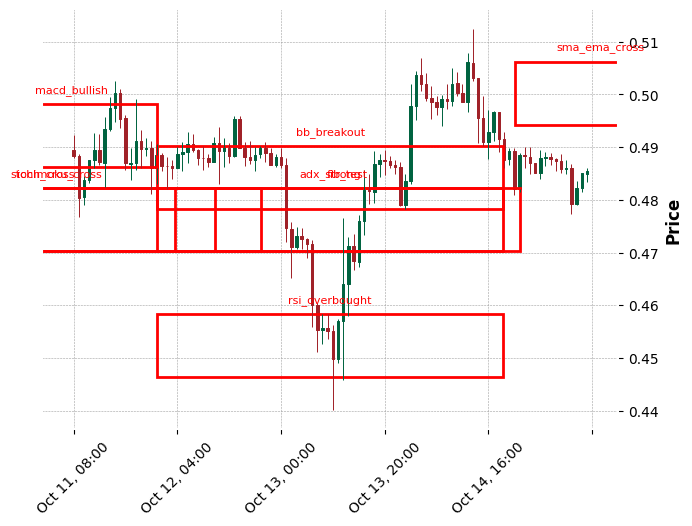 sma_ema_cross
0.51
macd_bullish
0.50
bb_breakout
0.49
adx_strong
0.48
0.47
rsi_overbought
0.46
0.45
0.44
Price
Oct 11, 08:00
Oct 12, 04:00
Oct 13, 00:00
Oct 13, 20:00
Oct 14, 16:00